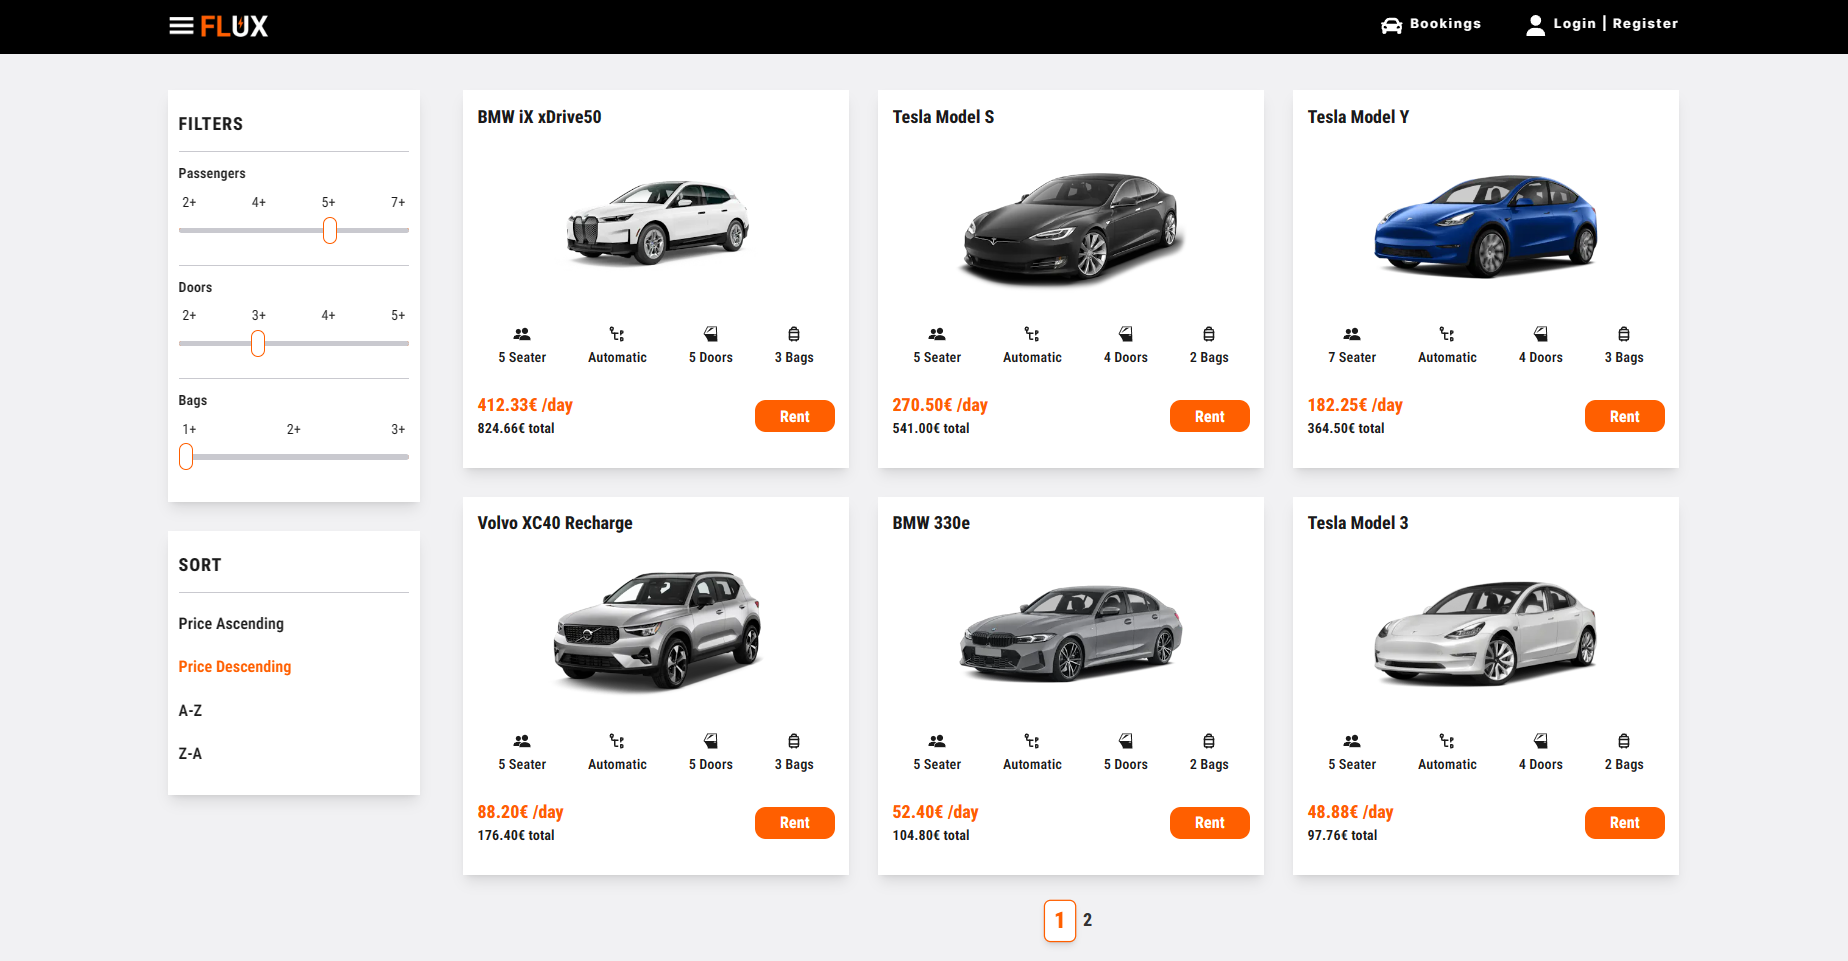 FLUX
Bookings
Login | Register
FILTERS
Passengers
2+ 4+ 5+ 7+
Doors
2+ 3+ 4+ 5+
Bags
1+ 2+ 3+
SORT
Price Ascending
Price Descending
A-Z
Z-A
BMW iX xDrive50
5 Seater Automatic 5 Doors 3 Bags
412.33€ /day
824.66€ total
Rent
Tesla Model S
5 Seater Automatic 4 Doors 2 Bags
270.50€ /day
541.00€ total
Rent
Tesla Model Y
7 Seater Automatic 4 Doors 3 Bags
182.25€ /day
364.50€ total
Rent
Volvo XC40 Recharge
5 Seater Automatic 5 Doors 3 Bags
88.20€ /day
176.40€ total
Rent
BMW 330e
5 Seater Automatic 5 Doors 2 Bags
52.40€ /day
104.80€ total
Rent
Tesla Model 3
5 Seater Automatic 4 Doors 2 Bags
48.88€ /day
97.76€ total
Rent
1 2